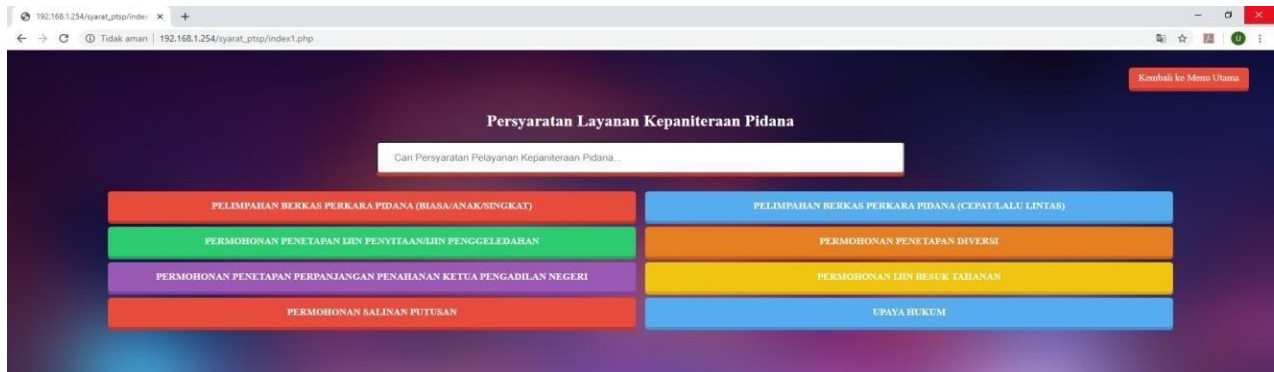 192.168.1.254/syarat_ptsp/index
Tidak aman | 192.168.1.254/syarat_ptsp/index1.php
U
Kembali ke Menu Utama
Persyaratan Layanan Kepaniteraan Pidana
Cari Persyaratan Pelayanan Kepaniteraan Pidana...
PELIMPAHAN BERKAS PERKARA PIDANA (BIASA/ANAK/SINGKAT)
PELIMPAHAN BERKAS PERKARA PIDANA (CEPAT/LALU LINTAS)
PERMOHONAN PENETAPAN IJIN PENYITAAN/IJIN PENGGELEDAHAN
PERMOHONAN PENETAPAN DIVERSI
PERMOHONAN PENETAPAN PERPANJANGAN PENAHANAN KETUA PENGADILAN NEGERI
PERMOHONAN IJIN BESUK TAHANAN
PERMOHONAN SALINAN PUTUSAN
UPAYA HUKUM